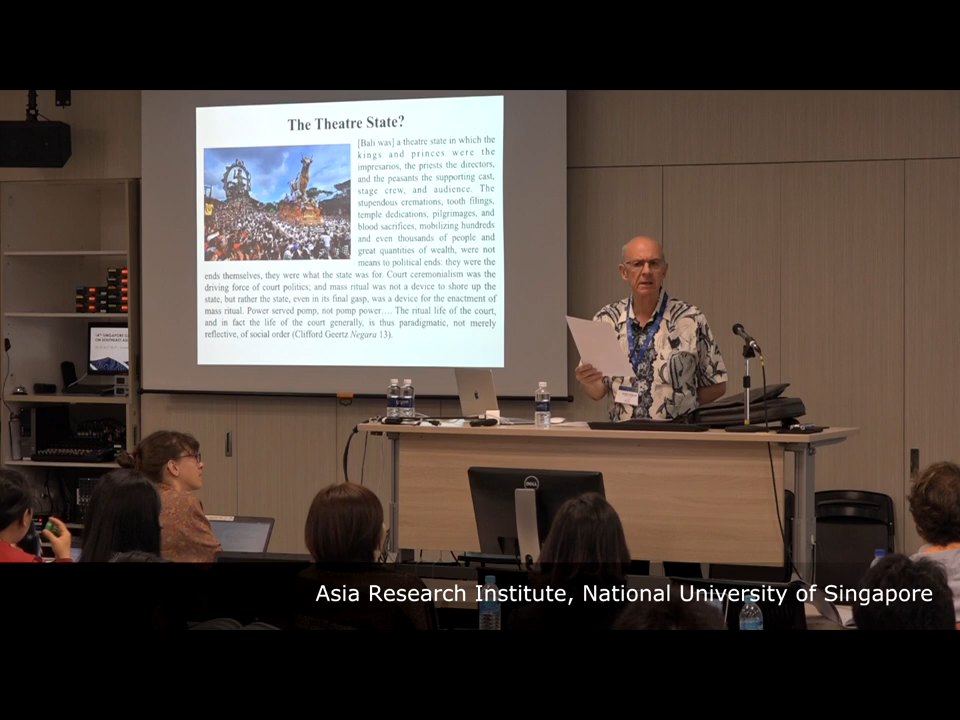 The Theatre State?
[Bali was] a theatre state in which the
kings and princes were the
impresarios, the priests the directors,
and the peasants the supporting cast,
stage crew, and audience. The
stupendous cremations, tooth filings,
temple dedications, pilgrimages, and
blood sacrifices, mobilizing hundreds
and even thousands of people and
great quantities of wealth, were not
means to political ends: they were the
ends themselves, they were what the state was for. Court ceremonialism was the
driving force of court politics; and mass ritual was not a device to shore up the
state, but rather the state, even in its final gasp, was a device for the enactment of
mass ritual. Power served pomp, not pomp power…. The ritual life of the court,
and in fact the life of the court generally, is thus paradigmatic, not merely
reflective, of social order (Clifford Geertz Negara 13).
DELL
Asia Research Institute, National University of Singapore